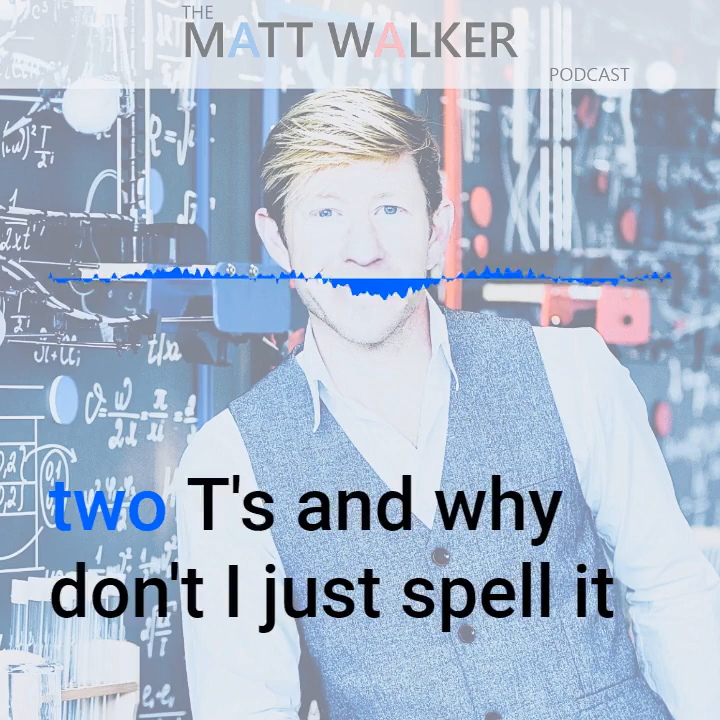 THE
MATT WALKER
PODCAST
two T's and why
don't I just spell it